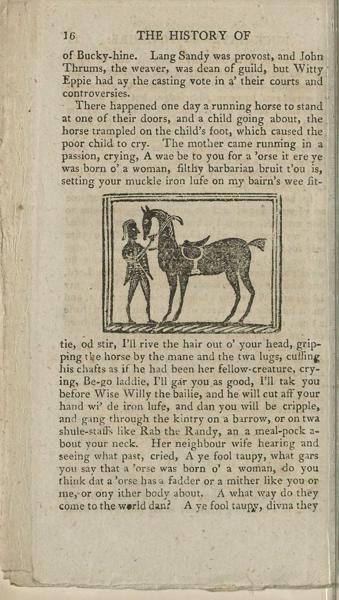 16 THE HISTORY OF
of Bucky-hine. Lang Sandy was provost, and John
Thrums, the weaver, was dean of guild, but Witty
Eppie had ay the casting vote in a' their courts and
controversies.
There happened one day a running horse to stand
at one of their doors, and a child going about, the
horse trampled on the child's foot, which caused the
poor child to cry. The mother came running in a
passion, crying, A wae be to you for a 'orse it ere ye
was born o' a woman, filthy barbarian bruit t'ou is,
setting your muckle iron lufe on my bairn's wee fit-
tie, od stir, I'll rive the hair out o' your head, grip-
ping the horse by the mane and the twa lugs, cuffing
his chafts as if he had been her fellow-creature, cry-
ing, Be-go laddie, I'll gar you as good, I'll tak you
before Wise Willy the bailie, and he will cut aff your
hand wi' de iron lufe, and dan you will be cripple,
and gang through the kintry on a barrow, or on twa
shule-staffs like Rab the Randy, an a meal-pock a-
bout your neck. Her neighbour wife hearing and
seeing what past, cried, A ye fool taupy, what gars
you say that a 'orse was born o' a woman, do you
think dat a 'orse has a fadder or a mither like you or
me, or ony ither body about. A what way do they
come to the world dan? A ye fool taupy, divna they